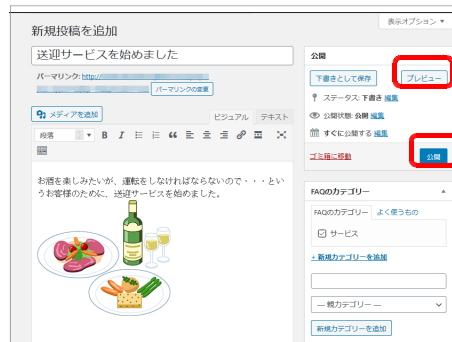 表示オプション ▼
新規投稿を追加
送迎サービスを始めました
パーマリンク: http://
パーマリンクの変更
メディアを追加
ビジュアル テキスト
段落
B I
お酒を楽しみたいが、運転をしなければならないので・・・とい
うお客様のために、送迎サービスを始めました。
公開
下書きとして保存 プレビュー
ステータス: 下書き 編集
公開状態: 公開 編集
すぐに公開する 編集
ゴミ箱に移動 公開
FAQのカテゴリー
FAQのカテゴリー よく使うもの
サービス
+ 新規カテゴリーを追加
— 親カテゴリー —
新規カテゴリーを追加